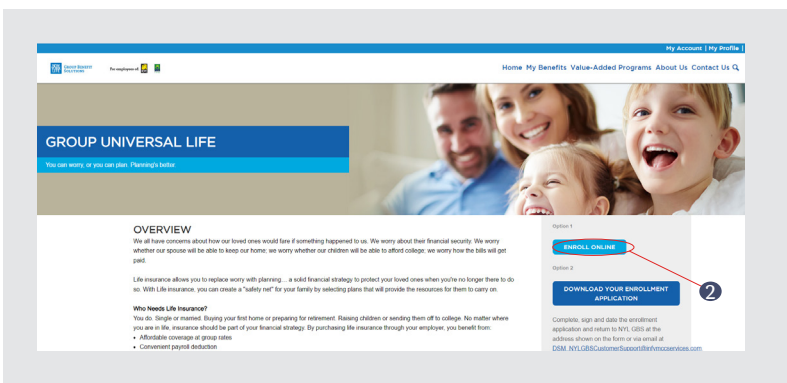 My Account | My Profile |
GROUP BENEFIT
SOLUTIONS
For employees of
Home My Benefits Value-Added Programs About Us Contact Us
GROUP UNIVERSAL LIFE
You can worry, or you can plan. Planning's better.
OVERVIEW
We all have concerns about how our loved ones would fare if something happened to us. We worry about their financial security. We worry
whether our spouse will be able to keep our home; we worry whether our children will be able to afford college; we worry how the bills will get
paid.
Life insurance allows you to replace worry with planning… a solid financial strategy to protect your loved ones when you're no longer there to do
so. With Life insurance, you can create a "safety net" for your family by selecting plans that will provide the resources for them to carry on.
Who Needs Life Insurance?
You do. Single or married. Buying your first home or preparing for retirement. Raising children or sending them off to college. No matter where
you are in life, insurance should be part of your financial strategy. By purchasing life insurance through your employer, you benefit from:
• Affordable coverage at group rates
• Convenient payroll deduction
Option 1
ENROLL ONLINE
Option 2
DOWNLOAD YOUR ENROLLMENT
APPLICATION
2
Complete, sign and date the enrollment
application and return to NYL GBS at the
address shown on the form or via email at
DSM_NYLGBSCustomerSupport@infymccservices.com